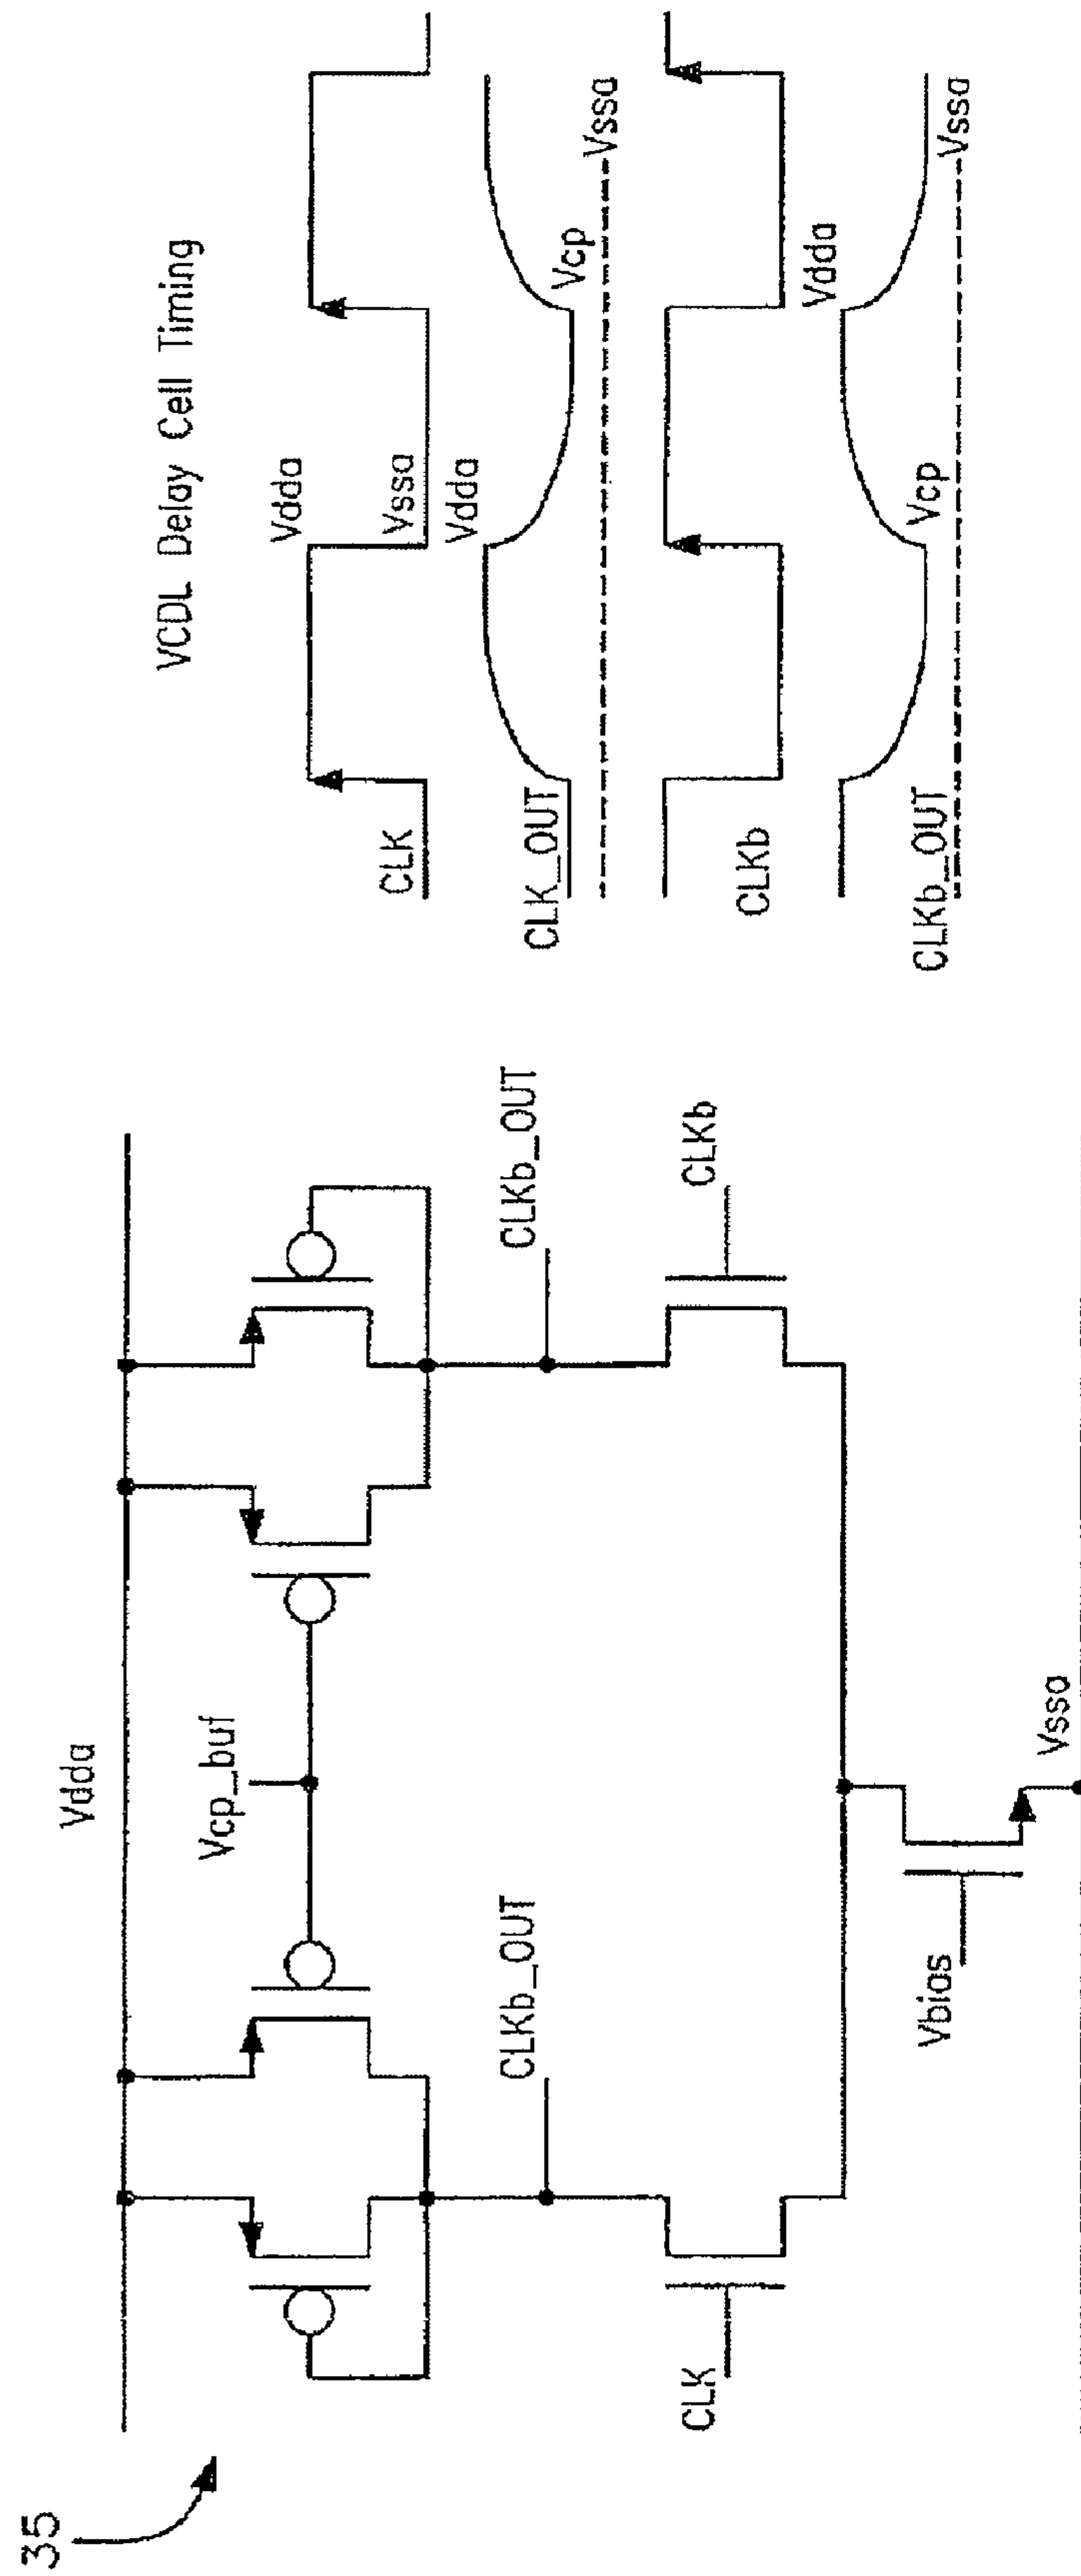 35
Vdda
Vcp_buf
CLKb_OUT
CLKb_OUT
CLK
CLKb
Vbias
Vssa
VCDL Delay Cell Timing
Vdda
CLK
Vssa
Vdda
CLK_OUT
Vcp
Vssa
CLKb
Vdda
Vcp
CLKb_OUT
Vssa